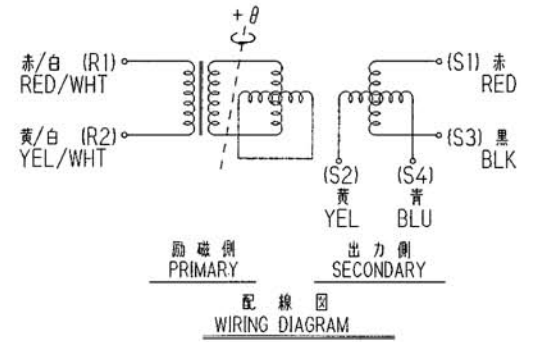 +θ
赤/白 (R1)
RED/WHT
黄/白 (R2)
YEL/WHT
(S1) 赤
RED
(S3) 黒
BLK
(S2) (S4)
黄 青
YEL BLU
励磁側 出力側
PRIMARY SECONDARY
配線図
WIRING DIAGRAM